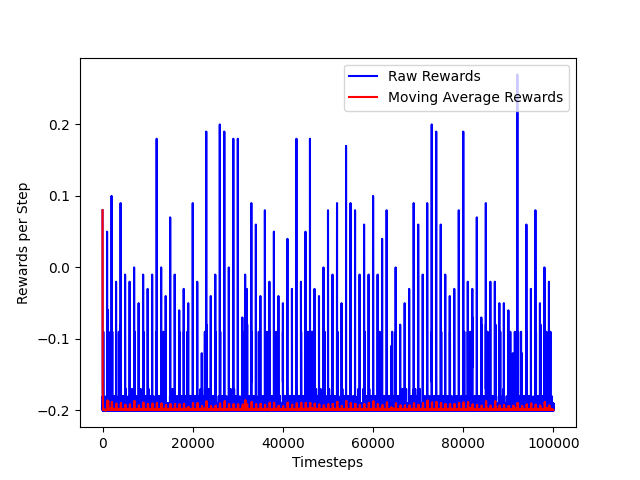 Raw Rewards
Moving Average Rewards
0.2
0.1
0.0
−0.1
−0.2
Rewards per Step
0 20000 40000 60000 80000 100000
Timesteps